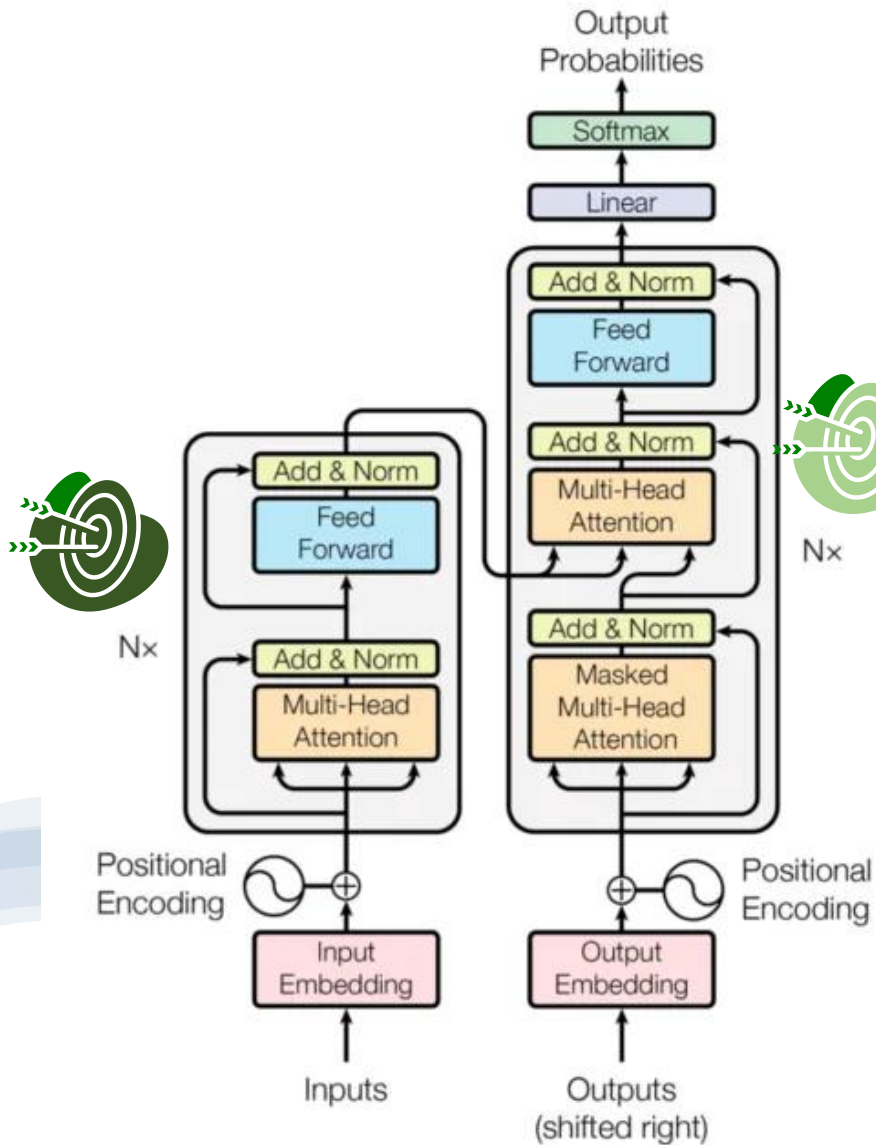 Output
Probabilities
Softmax
Linear
Add & Norm
Feed
Forward
Add & Norm
Multi-Head
Attention
Nx
Add & Norm
Masked
Multi-Head
Attention
Add & Norm
Feed
Forward
Nx
Add & Norm
Multi-Head
Attention
Positional
Encoding
Positional
Encoding
Input
Embedding
Output
Embedding
Inputs
Outputs
(shifted right)